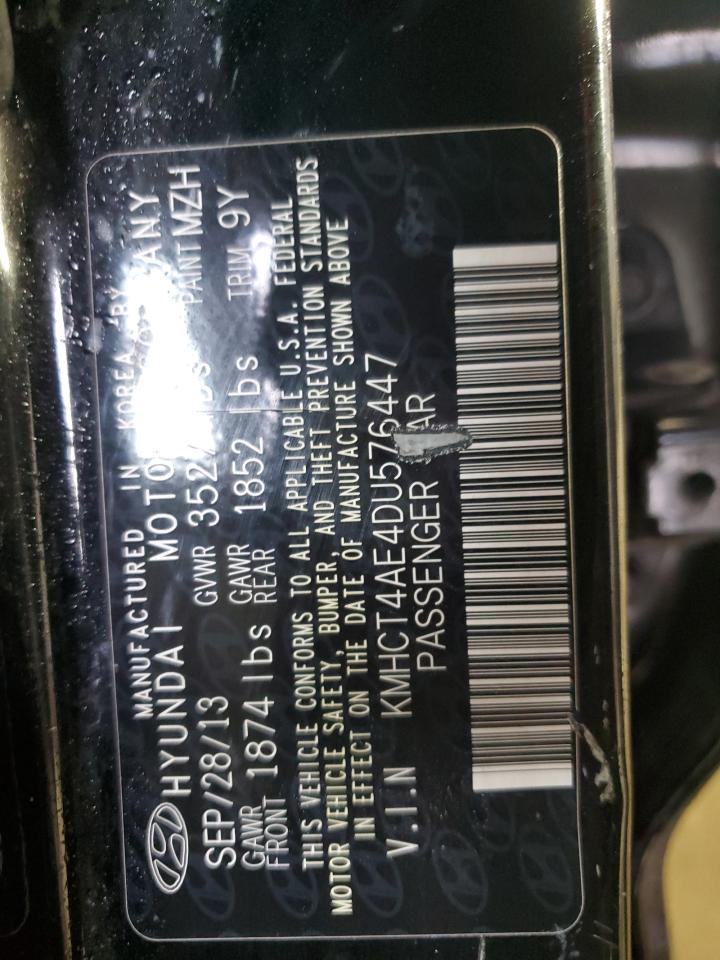 MANUFACTURED IN KOREA BY
HYUNDAI MOTOR COMPANY
SEP/28/13 GVWR PAINT MZH
GAWR FRONT 1874 lbs GAWR REAR 1852 lbs TRIM 9Y
THIS VEHICLE CONFORMS TO ALL APPLICABLE U.S.A. FEDERAL
MOTOR VEHICLE SAFETY, BUMPER, AND THEFT PREVENTION STANDARDS
IN EFFECT ON THE DATE OF MANUFACTURE SHOWN ABOVE
V.I.N KMHCT4AE4DU576447
PASSENGER CAR